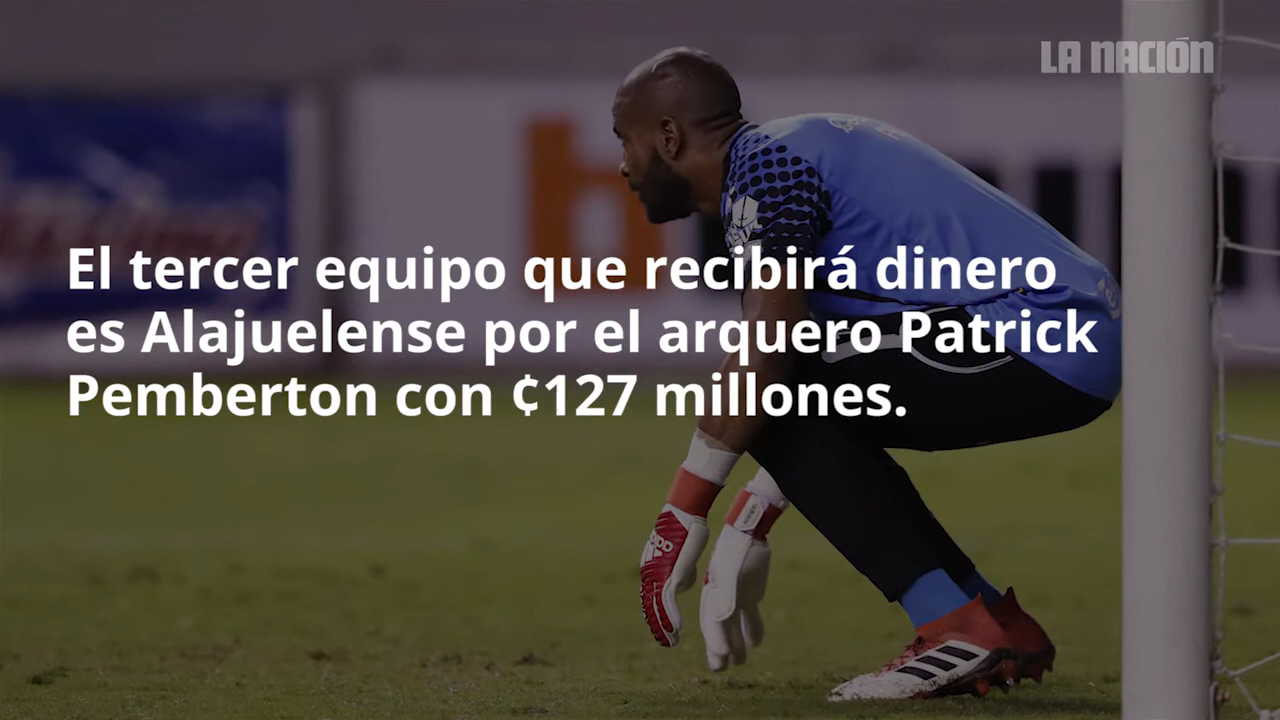 LA NACIÓN
El tercer equipo que recibirá dinero
es Alajuelense por el arquero Patrick
Pemberton con ₡127 millones.